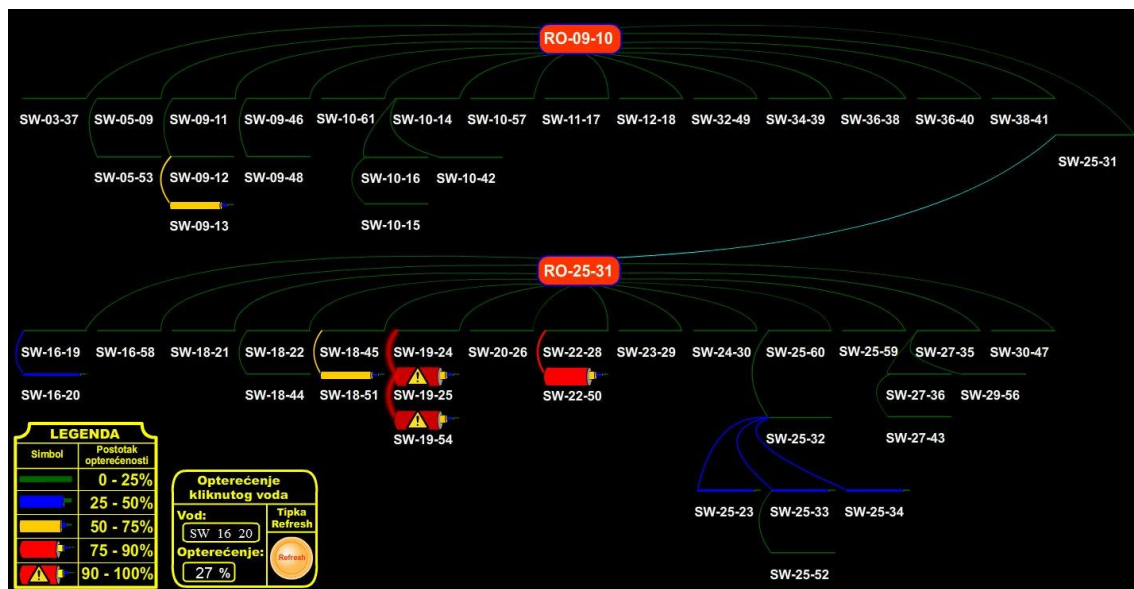 RO-09-10
SW-03-37 SW-05-09 SW-09-11 SW-09-46 SW-10-61 SW-10-14 SW-10-57 SW-11-17 SW-12-18 SW-32-49 SW-34-39 SW-36-38 SW-36-40 SW-38-41
SW-05-53 SW-09-12 SW-09-48 SW-10-16 SW-10-42 SW-25-31
SW-09-13 SW-10-15
RO-25-31
SW-16-19 SW-16-58 SW-18-21 SW-18-22 SW-18-45 SW-19-24 SW-20-26 SW-22-28 SW-23-29 SW-24-30 SW-25-60 SW-25-59 SW-27-35 SW-30-47
SW-16-20 SW-18-44 SW-18-51 SW-19-25 SW-22-50 SW-27-36 SW-29-56
SW-19-54 SW-25-32 SW-27-43
SW-25-23 SW-25-33 SW-25-34
SW-25-52
LEGENDA
Simbol Postotak
opterećenosti
0 - 25%
25 - 50%
50 - 75%
75 - 90%
90 - 100%
Opterećenje
kliknutog voda
Vod:
SW 16 20
Opterećenje:
27 %
Tipka
Refresh
Refresh